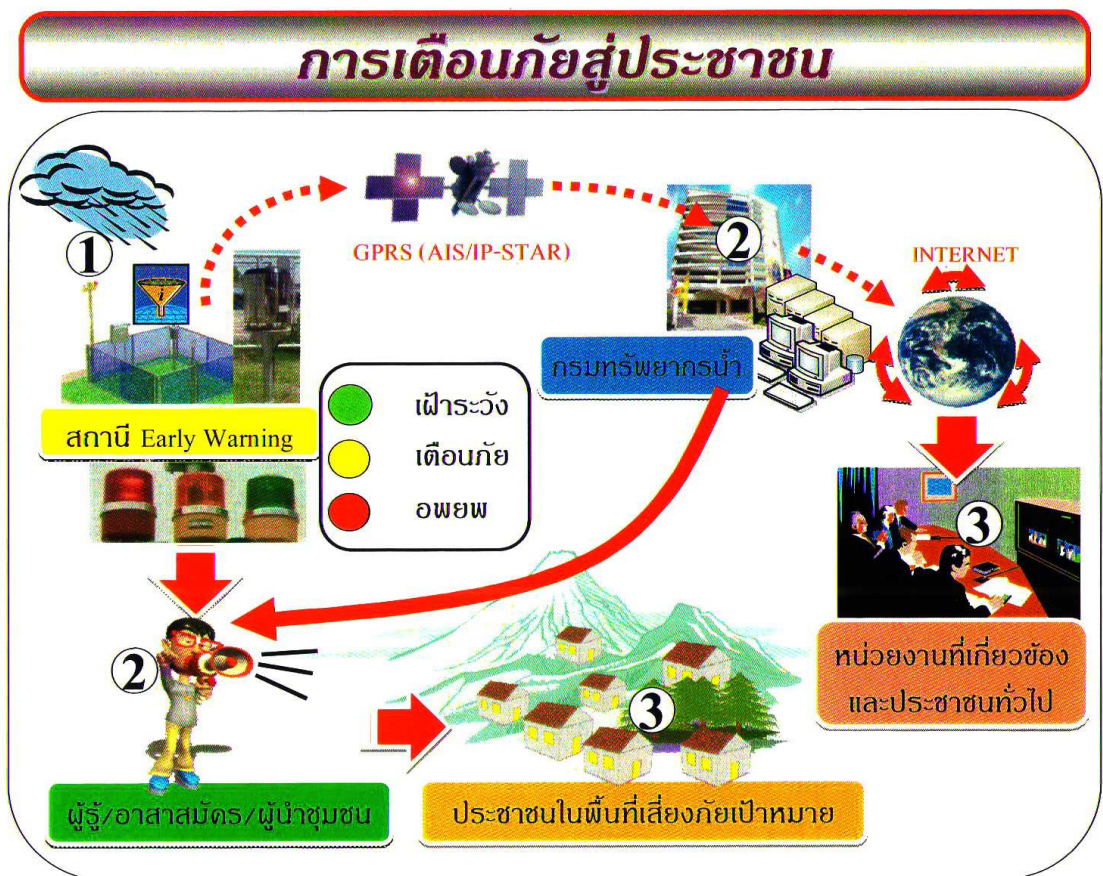 การเตือนภัยสู่ประชาชน
1
GPRS (AIS/IP-STAR)
2
INTERNET
i
กรมทรัพยากรน้ำ
สถานี Early Warning
เฝ้าระวัง
เตือนภัย
อพยพ
3
2
3
หน่วยงานที่เกี่ยวข้อง
และประชาชนทั่วไป
ผู้รู้/อาสาสมัคร/ผู้นำชุมชน
ประชาชนในพื้นที่เสี่ยงภัยเป้าหมาย